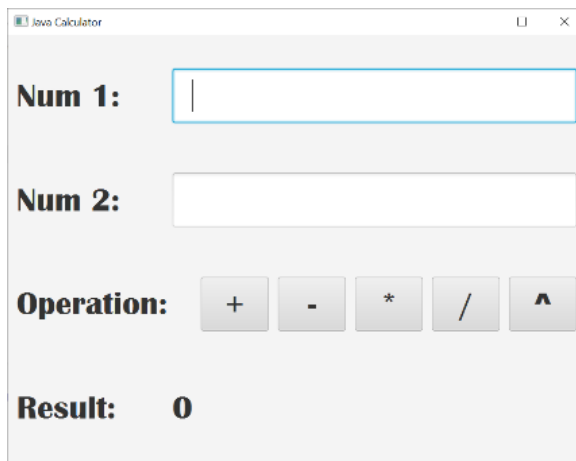 Java Calculator
Num 1:
Num 2:
Operation: + - * / ^
Result: 0